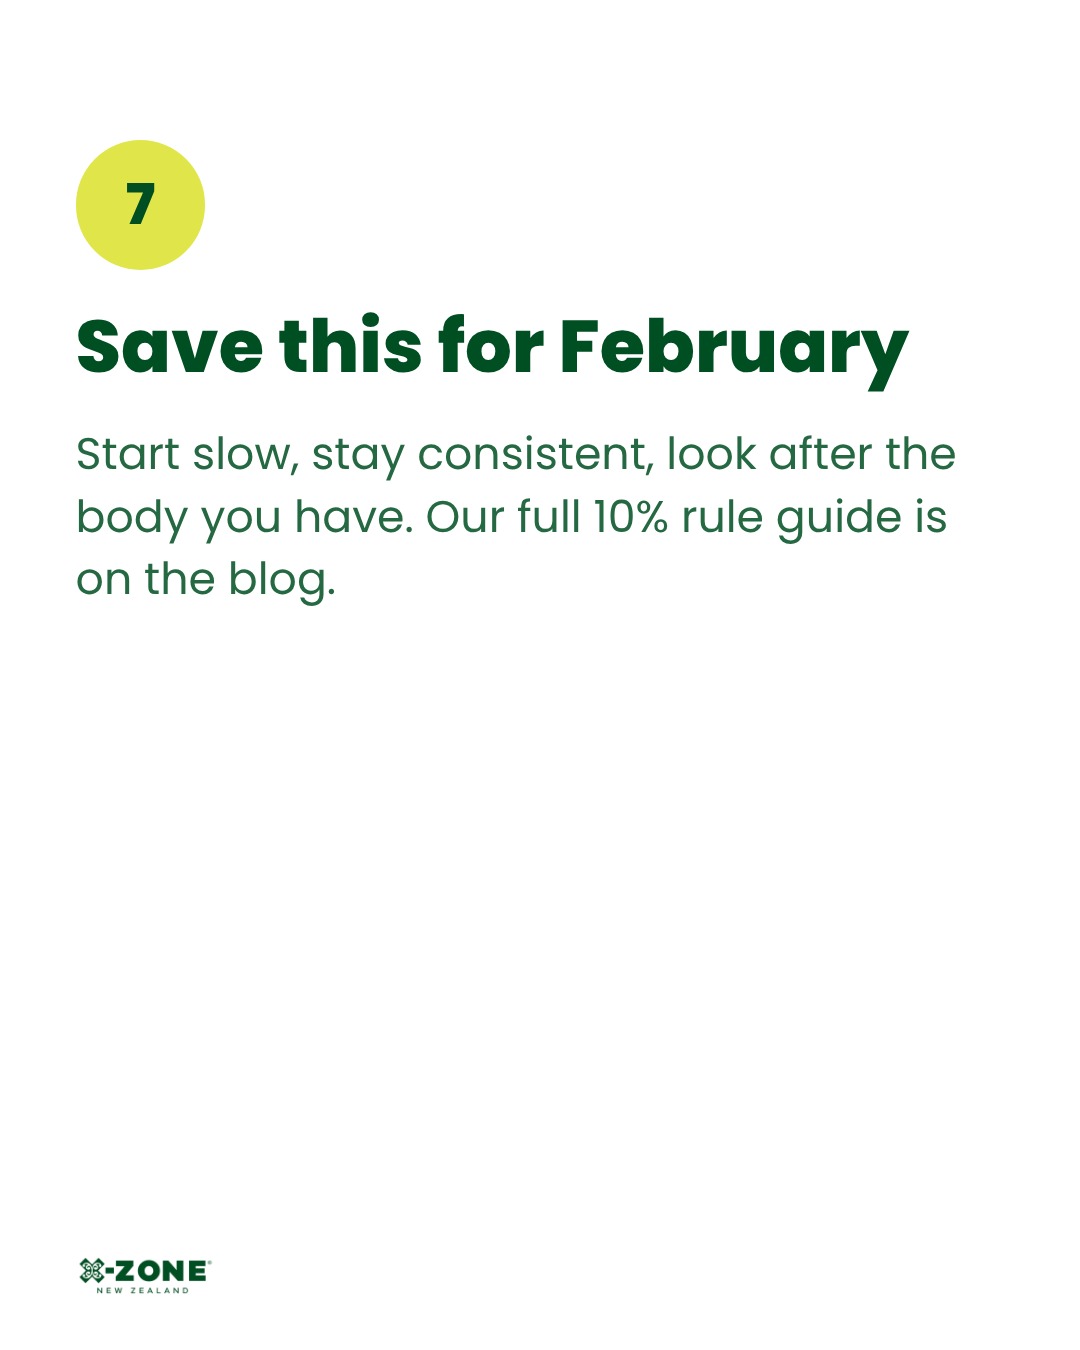 7
Save this for February
Start slow, stay consistent, look after the
body you have. Our full 10% rule guide is
on the blog.
X-ZONE®
NEW ZEALAND